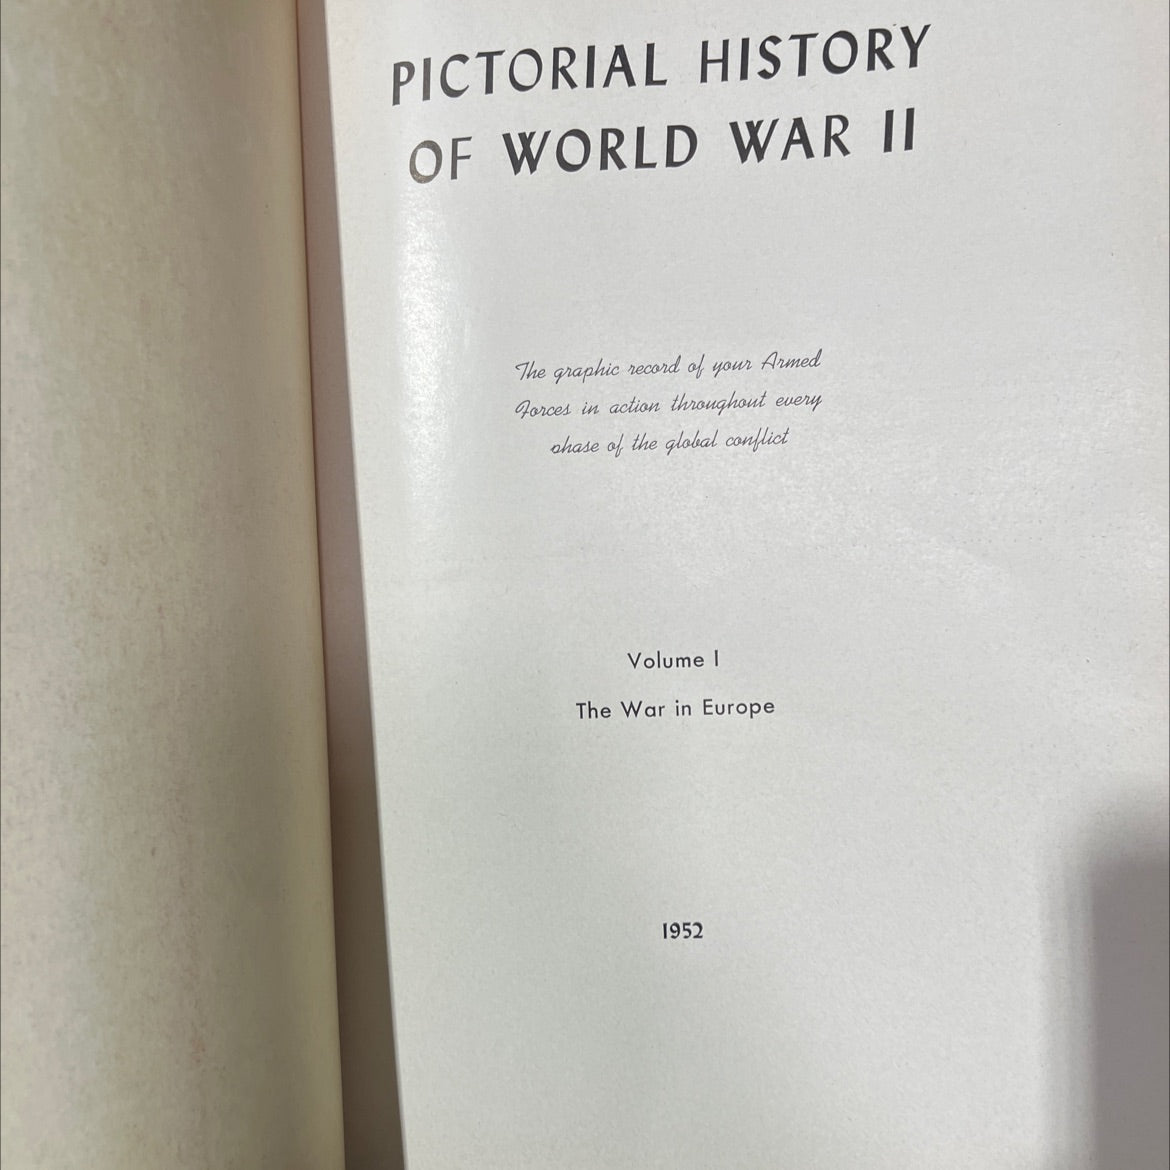 PICTORIAL HISTORY
OF WORLD WAR II
The graphic record of your Armed
Forces in action throughout every
phase of the global conflict
Volume I
The War in Europe
1952